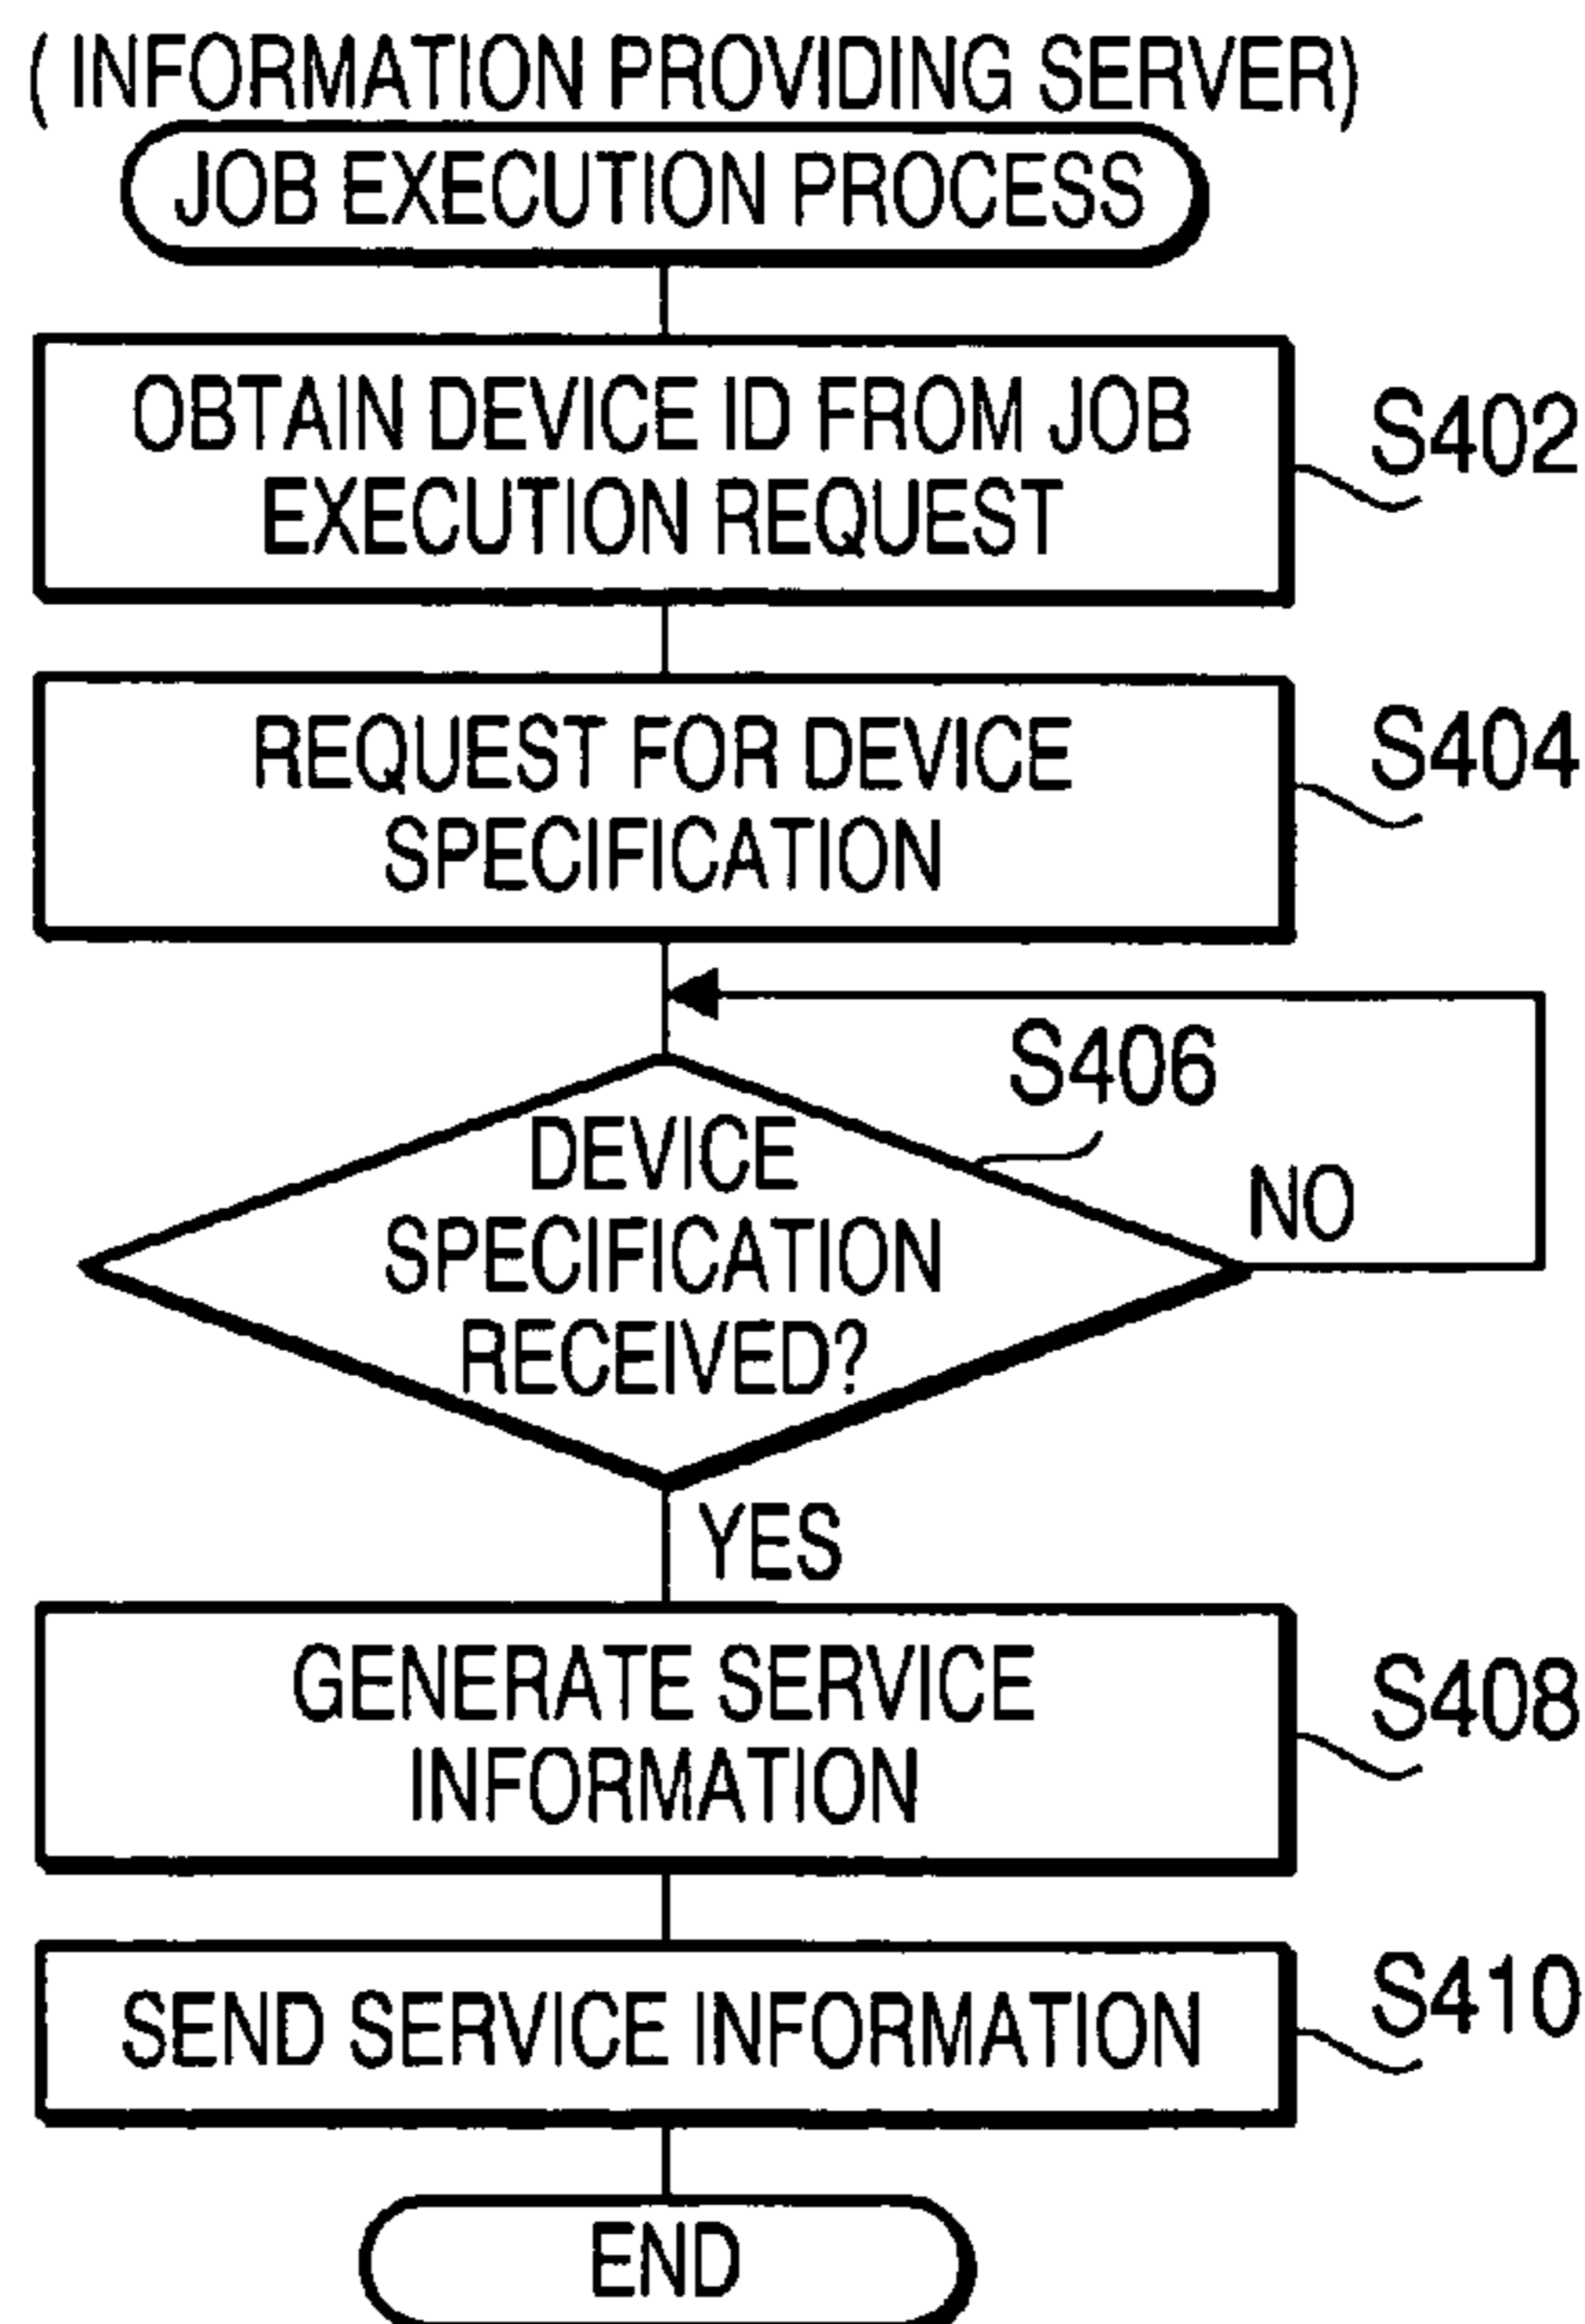 ( INFORMATION PROVIDING SERVER)
JOB EXECUTION PROCESS
OBTAIN DEVICE ID FROM JOB
EXECUTION REQUEST
S402
REQUEST FOR DEVICE
SPECIFICATION
S404
S406
DEVICE
SPECIFICATION
RECEIVED?
NO
YES
GENERATE SERVICE
INFORMATION
S408
SEND SERVICE INFORMATION
S410
END